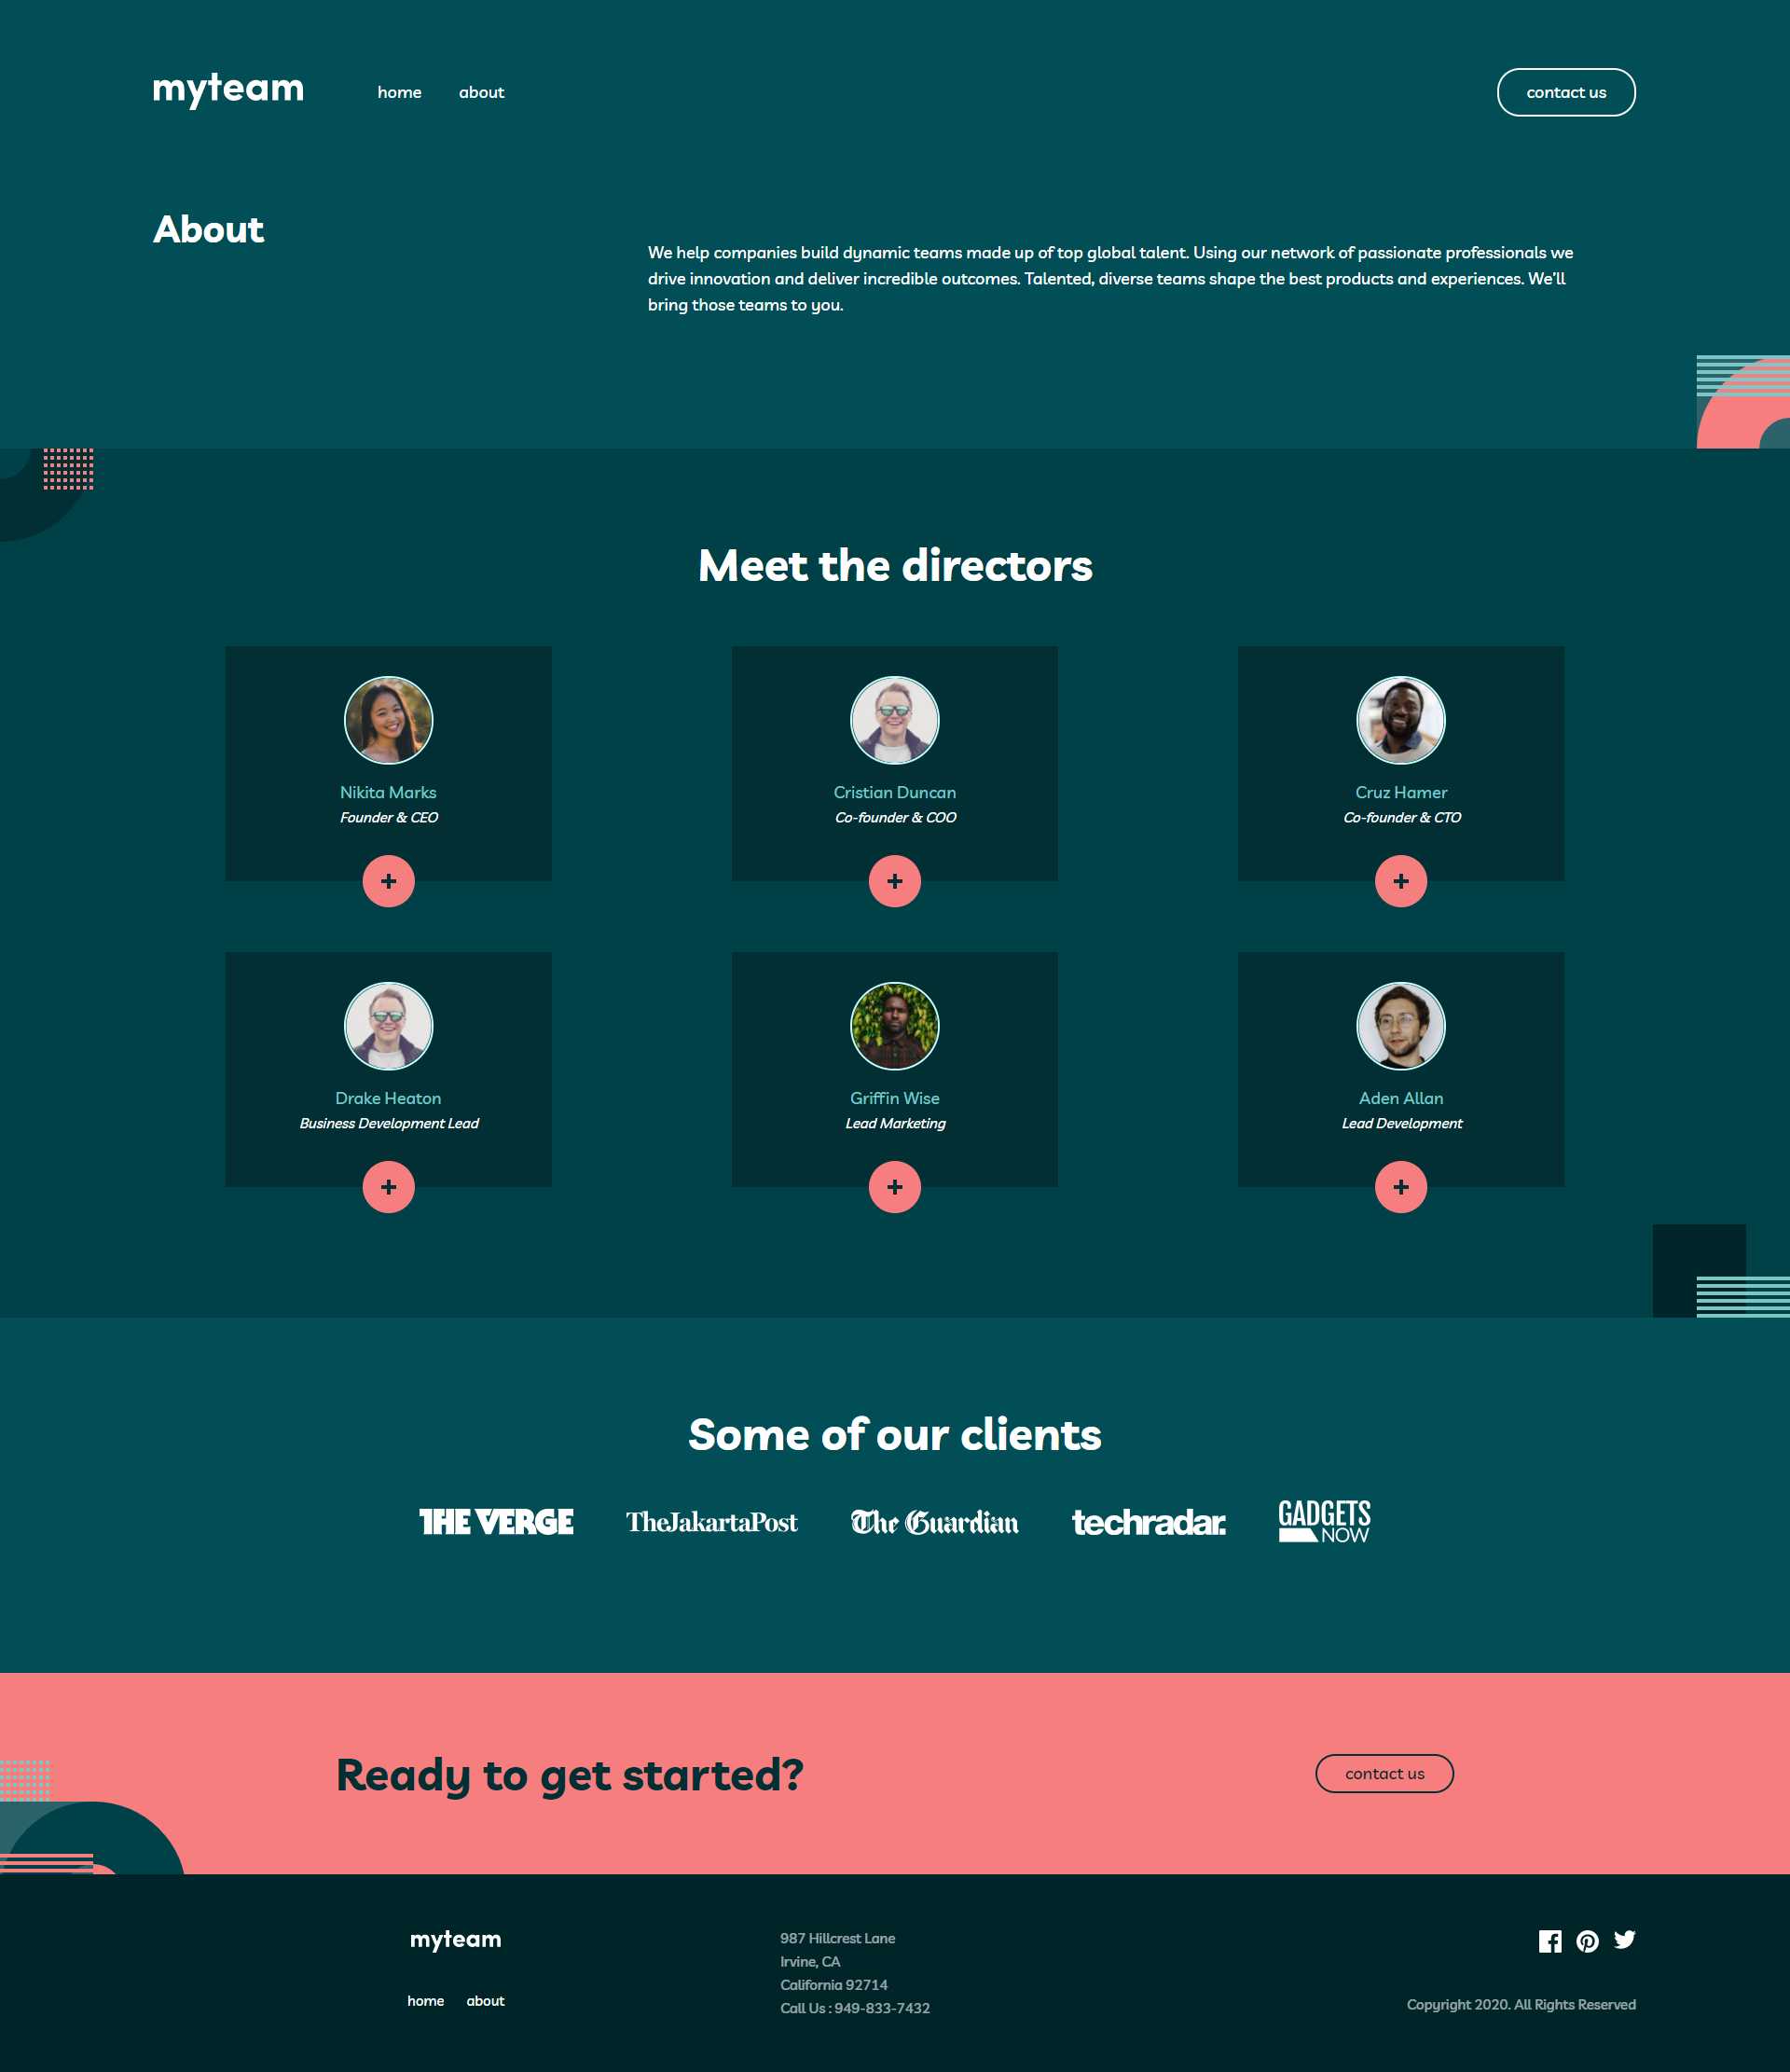 myteam
home about
contact us
About
We help companies build dynamic teams made up of top global talent. Using our network of passionate professionals we
drive innovation and deliver incredible outcomes. Talented, diverse teams shape the best products and experiences. We'll
bring those teams to you.
Meet the directors
Nikita Marks
Founder & CEO
Cristian Duncan
Co-founder & COO
Cruz Hamer
Co-founder & CTO
Drake Heaton
Business Development Lead
Griffin Wise
Lead Marketing
Aden Allan
Lead Development
Some of our clients
THE VERGE
TheJakartaPost
The Guardian
techradar.
GADGETS
NOW
Ready to get started?
contact us
myteam
home about
987 Hillcrest Lane
Irvine, CA
California 92714
Call Us : 949-833-7432
Copyright 2020. All Rights Reserved